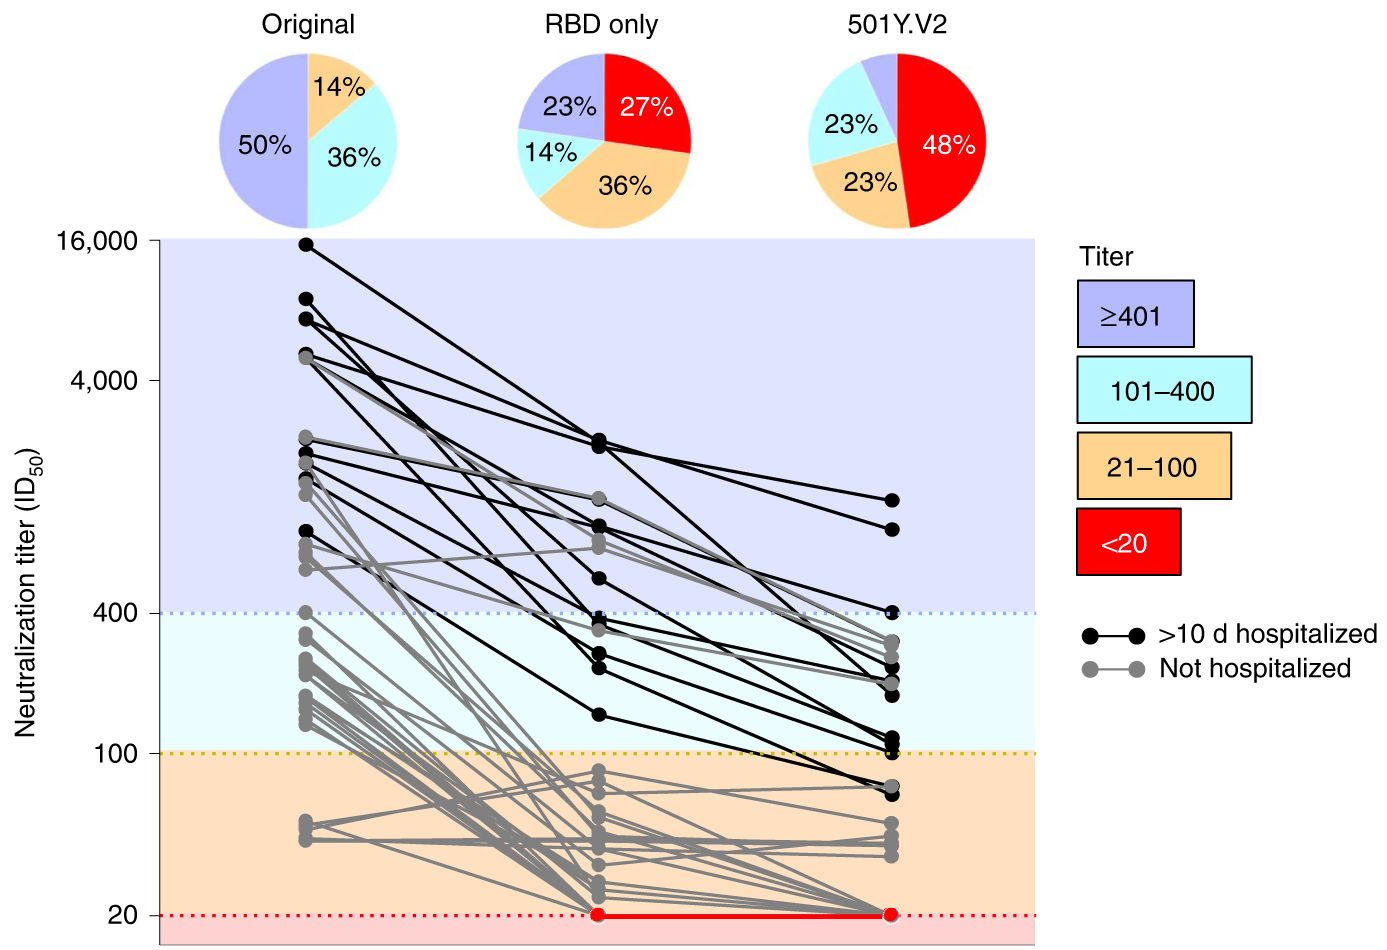 Original
RBD only
501Y.V2
14%
50%
36%
23%
27%
14%
36%
23%
48%
23%
16,000
4,000
400
100
20
Neutralization titer (ID50)
Titer
≥401
101–400
21–100
<20
>10 d hospitalized
Not hospitalized